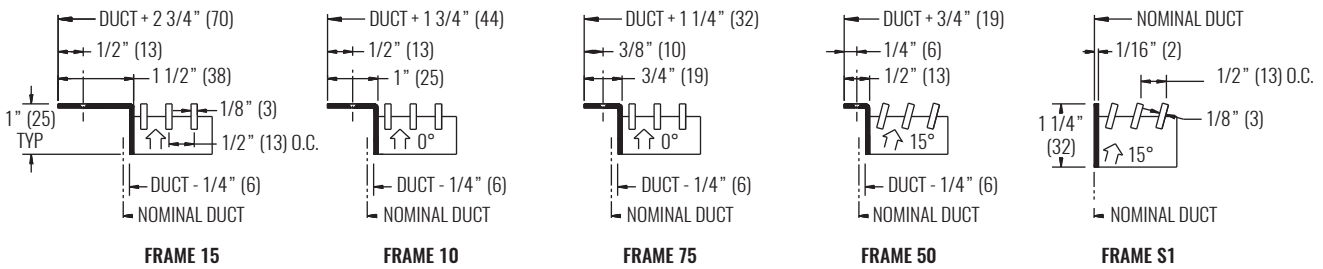 DUCT + 2 3/4” (70)
1/2” (13)
1 1/2” (38)
1” (25)
TYP
1/8” (3)
1/2” (13) O.C.
DUCT - 1/4” (6)
NOMINAL DUCT
FRAME 15
DUCT + 1 3/4” (44)
1/2” (13)
1” (25)
0°
DUCT - 1/4” (6)
NOMINAL DUCT
FRAME 10
DUCT + 1 1/4” (32)
3/8” (10)
3/4” (19)
0°
DUCT - 1/4” (6)
NOMINAL DUCT
FRAME 75
DUCT + 3/4” (19)
1/4” (6)
1/2” (13)
15°
DUCT - 1/4” (6)
NOMINAL DUCT
FRAME 50
NOMINAL DUCT
1/16” (2)
1/2” (13) O.C.
1 1/4”
(32)
1/8” (3)
15°
NOMINAL DUCT
FRAME S1